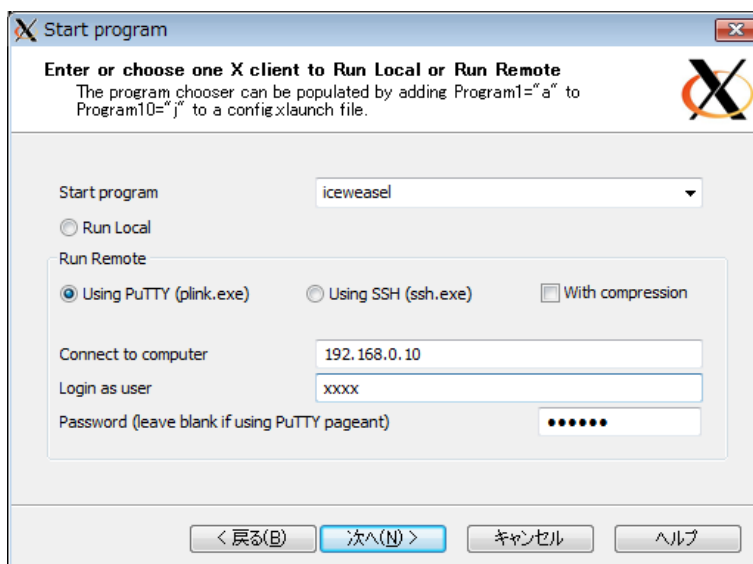 Start program
Enter or choose one X client to Run Local or Run Remote
The program chooser can be populated by adding Program1="a" to
Program10="j" to a config.xlaunch file.
Start program
iceweasel
Run Local
Run Remote
Using PuTTY (plink.exe)
Using SSH (ssh.exe)
With compression
Connect to computer
192.168.0.10
Login as user
xxxx
Password (leave blank if using PuTTY pageant)
●●●●●●
< 戻る(B)
次へ(N) >
キャンセル
ヘルプ